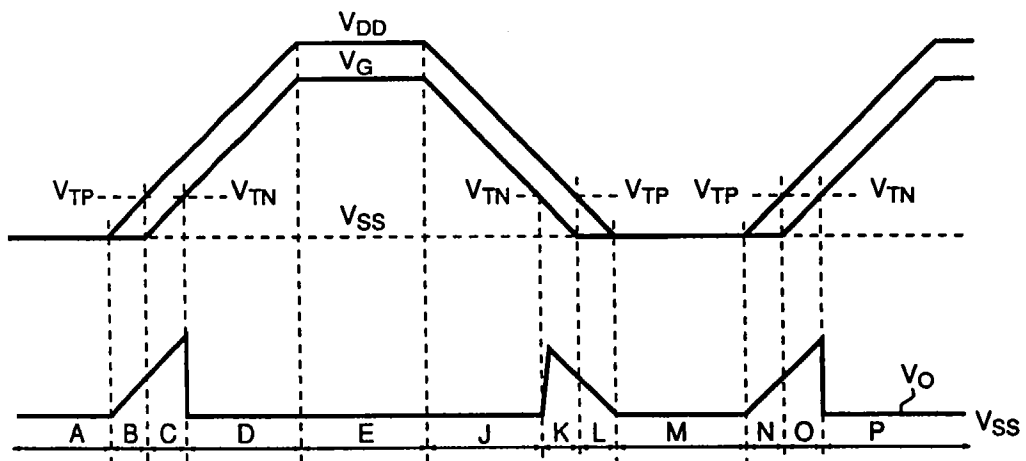 VDD
VG
VTP
VTN
VTN
VTP
VTP
VTN
VSS
VO
A B C D E J K L M N O P
VSS